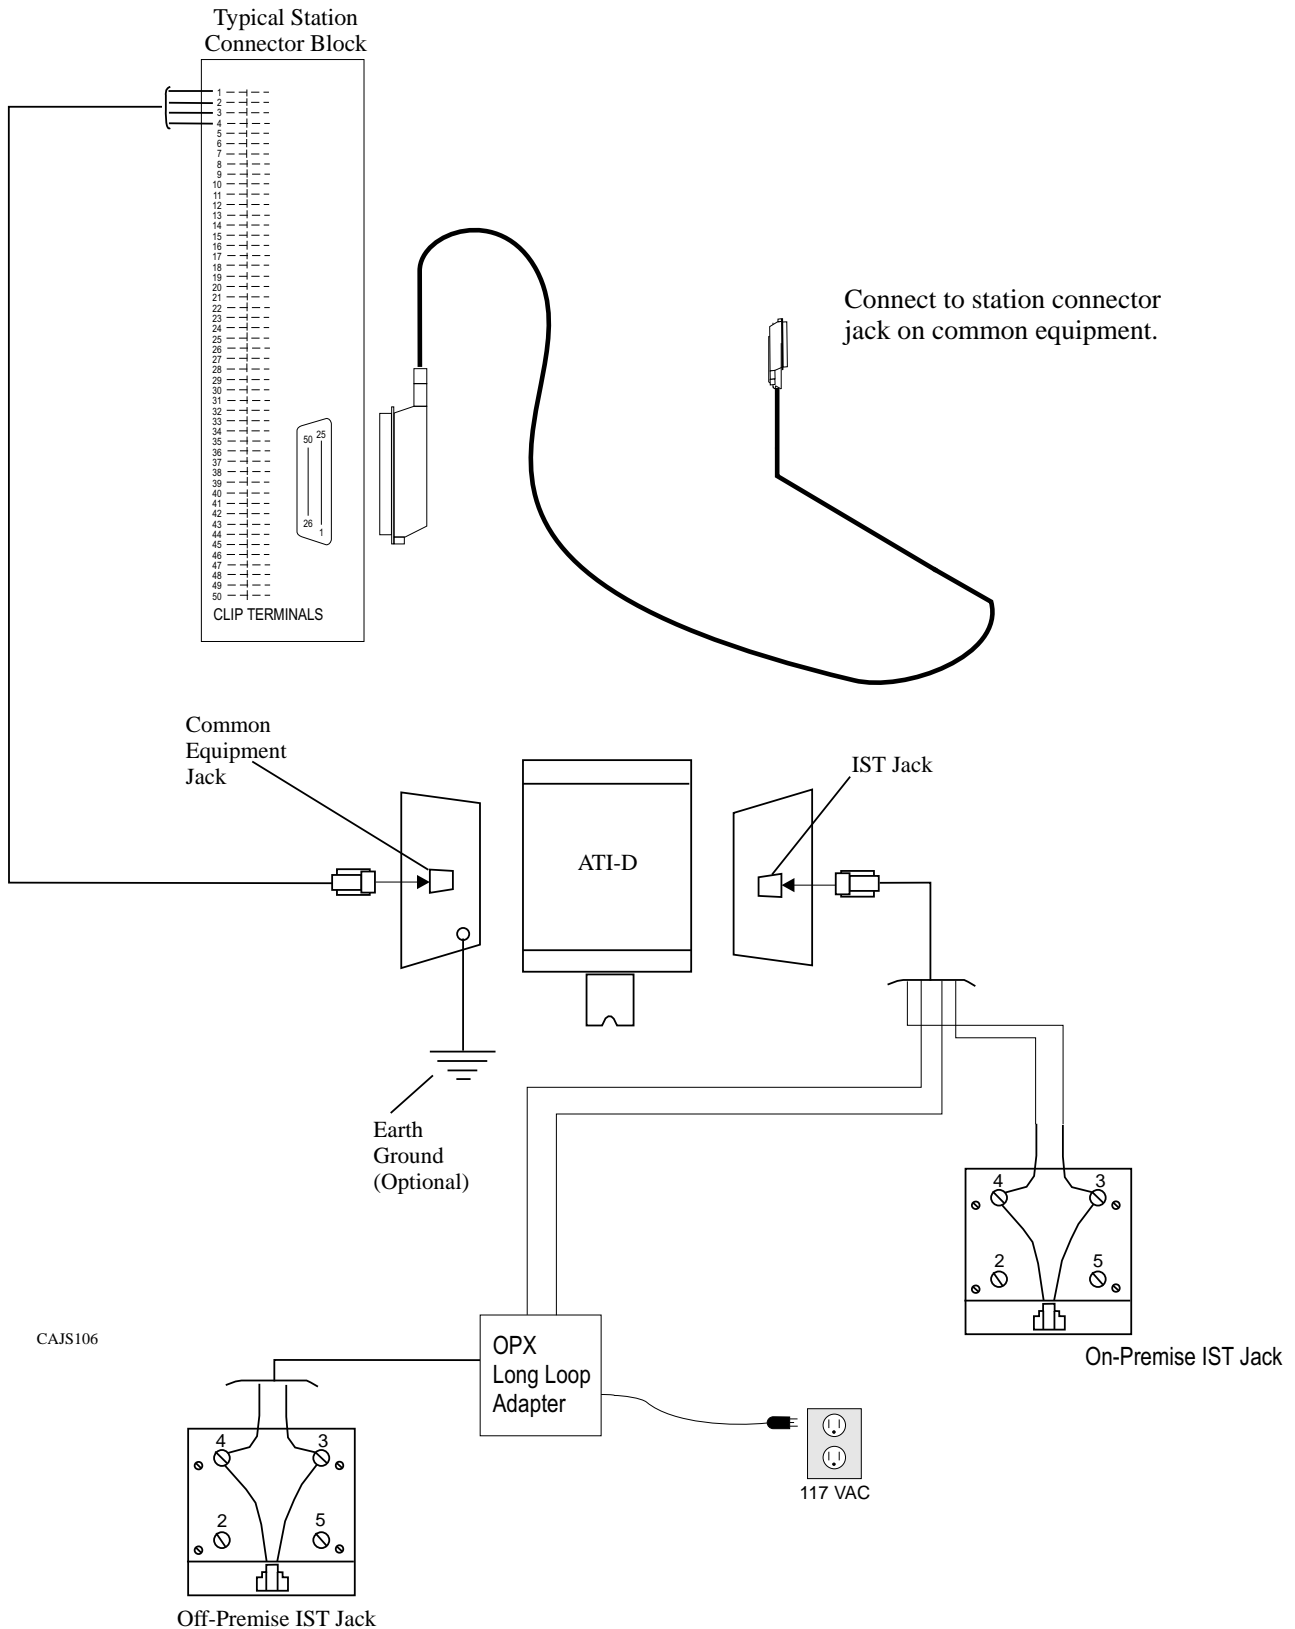 Typical Station
Connector Block
1
2
3
4
5
6
7
8
9
10
11
12
13
14
15
16
17
18
19
20
21
22
23
24
25
26
27
28
29
30
31
32
33
34
35
36
37
38
39
40
41
42
43
44
45
46
47
48
49
50
50 25
26 1
CLIP TERMINALS
Connect to station connector
jack on common equipment.
Common
Equipment
Jack
IST Jack
ATI-D
Earth
Ground
(Optional)
4 3
2 5
On-Premise IST Jack
CAJS106
OPX
Long Loop
Adapter
117 VAC
4 3
2 5
Off-Premise IST Jack